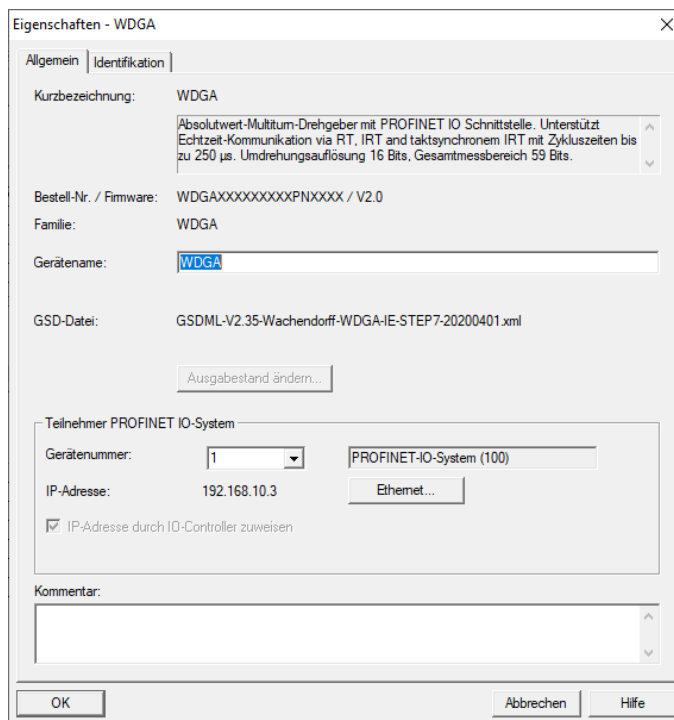 Eigenschaften - WDGA
Allgemein
Identifikation
Kurzbezeichnung:
WDGA
Absolutwert-Multiturn-Drehgeber mit PROFINET IO Schnittstelle. Unterstützt
Echtzeit-Kommunikation via RT, IRT and taktsynchronem IRT mit Zykluszeiten bis
zu 250 µs. Umdrehungsauflösung 16 Bits, Gesamtmessbereich 59 Bits.
Bestell-Nr. / Firmware:
WDGAXXXXXXXXXPNXXXX / V2.0
Familie:
WDGA
Gerätename:
WDGA
GSD-Datei:
GSDML-V2.35-Wachendorff-WDGA-IE-STEP7-20200401.xml
Ausgabestand ändern...
Teilnehmer PROFINET IO-System
Gerätenummer:
1
PROFINET-IO-System (100)
IP-Adresse:
192.168.10.3
Ethernet...
IP-Adresse durch IO-Controller zuweisen
Kommentar:
OK
Abbrechen
Hilfe